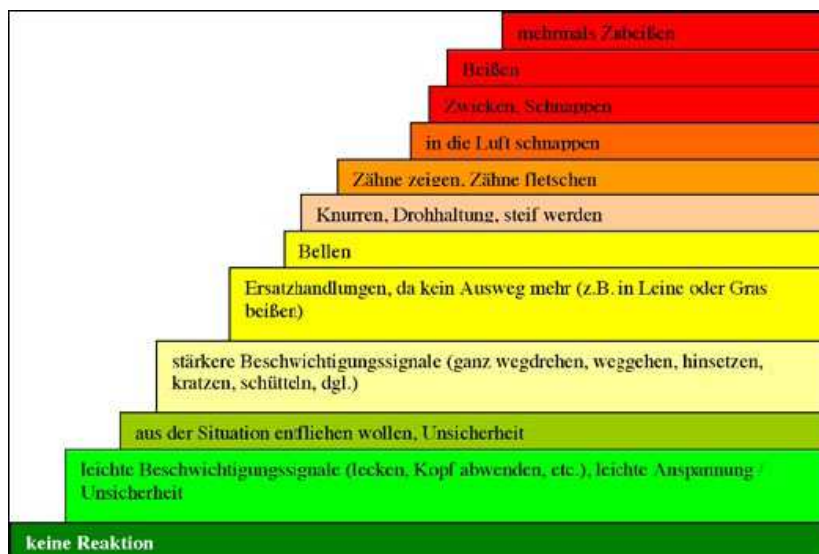 mehrmals Zubeißen
Beißen
Zwicken, Schnappen
in die Luft schnappen
Zähne zeigen, Zähne fletschen
Knurren, Drohhaltung, steif werden
Bellen
Ersatzhandlungen, da kein Ausweg mehr (z.B. in Leine oder Gras
beißen)
stärkere Beschwichtigungssignale (ganz wegdrehen, weggehen, hinsetzen,
kratzen, schütteln, dgl.)
aus der Situation entfliehen wollen, Unsicherheit
leichte Beschwichtigungssignale (lecken, Kopf abwenden, etc.), leichte Anspannung /
Unsicherheit
keine Reaktion